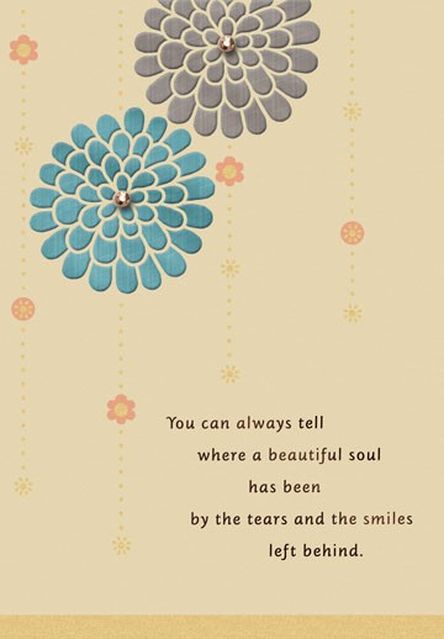 You can always tell
where a beautiful soul
has been
by the tears and the smiles
left behind.